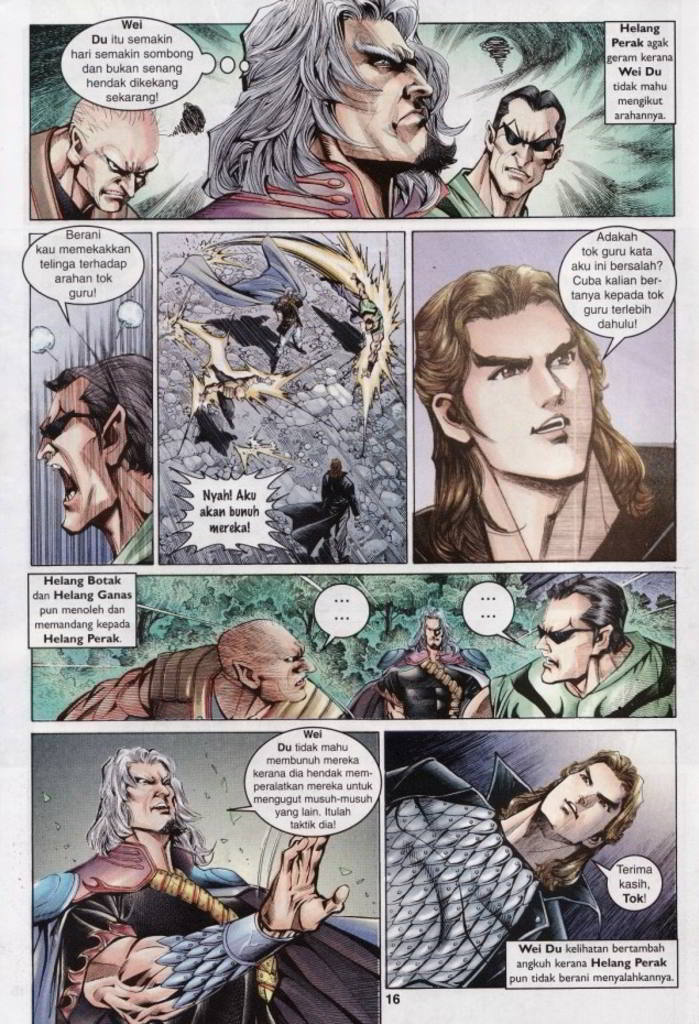 Wei
Du itu semakin
hari semakin sombong
dan bukan senang
hendak dikekang
sekarang!
Helang
Perak agak
geram kerana
Wei Du
tidak mahu
mengikut
arahannya.
Berani
kau memekakkan
telinga terhadap
arahan tok
guru!
Nyah! Aku
akan bunuh
mereka!
Adakah
tok guru kata
aku ini bersalah?
Cuba kalian ber-
tanya kepada tok
guru terlebih
dahulu!
Helang Botak
dan Helang Ganas
pun menoleh dan
memandang kepada
Helang Perak.
...
...
...
...
Wei
Du tidak mahu
membunuh mereka
kerana dia hendak mem-
peralatkan mereka untuk
mengugut musuh-musuh
yang lain. Itulah
taktik dia!
Terima
kasih,
Tok!
Wei Du kelihatan bertambah
angkuh kerana Helang Perak
pun tidak berani menyalahkannya.
16